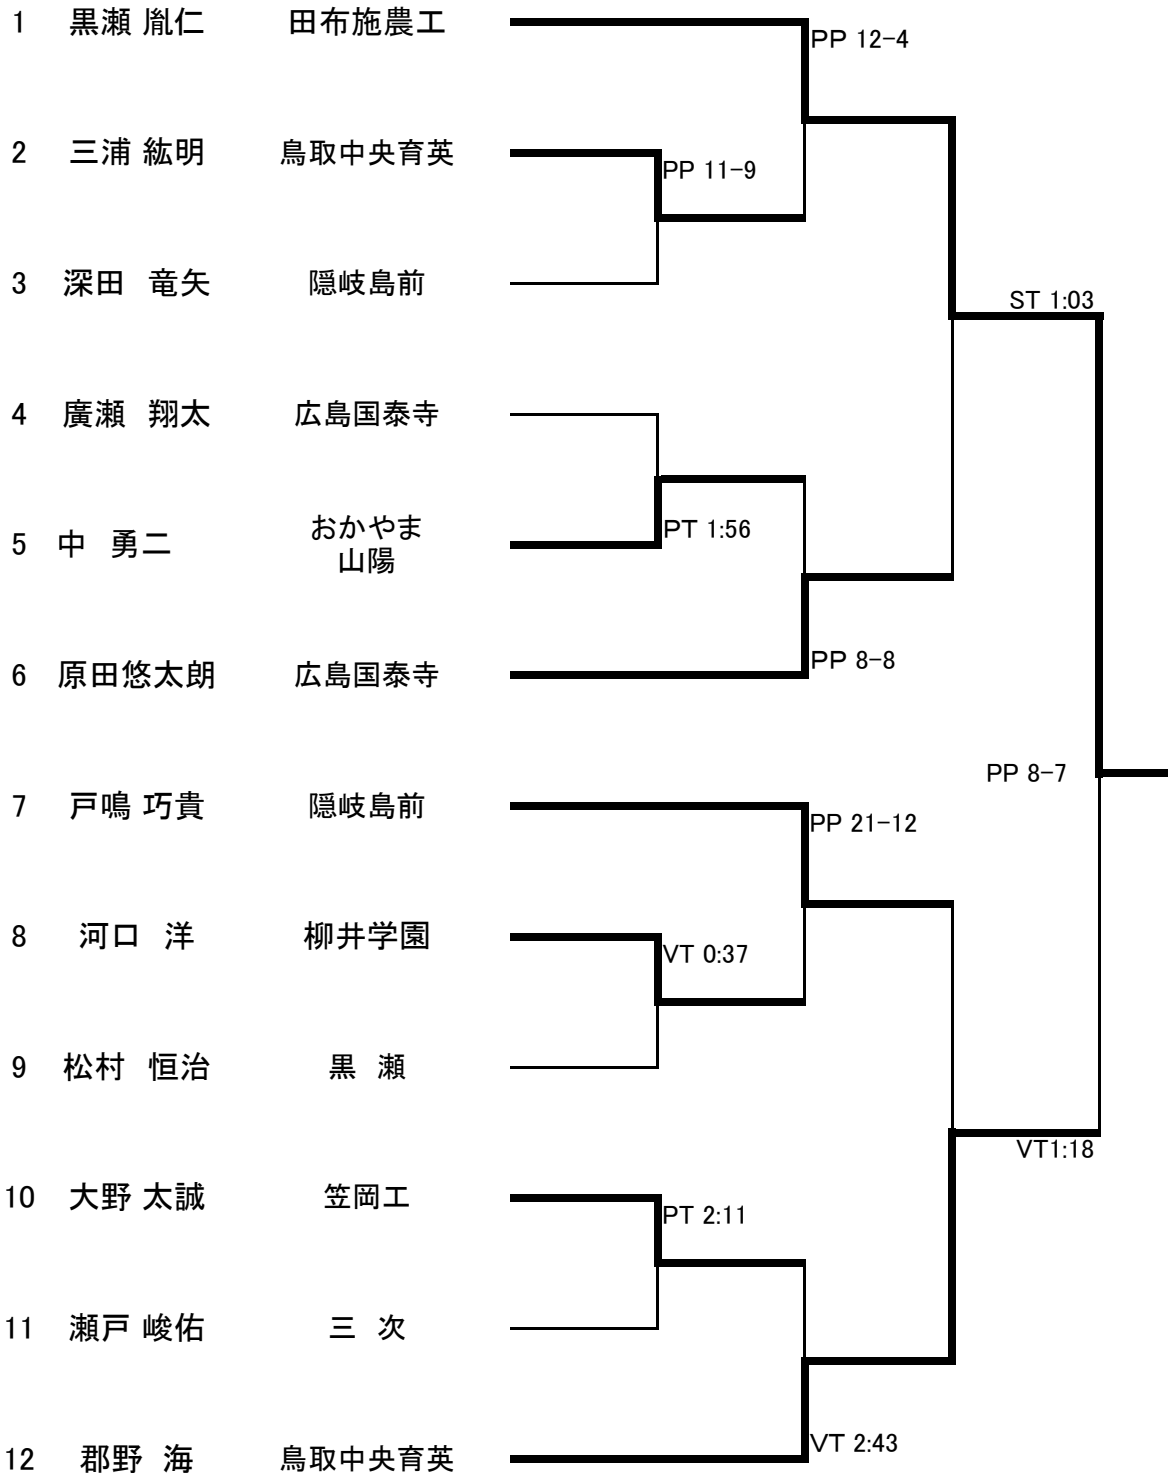 1 黒瀬 胤仁 田布施農工
PP 12-4
2 三浦 紘明 鳥取中央育英
PP 11-9
3 深田 竜矢 隠岐島前
ST 1:03
4 廣瀬 翔太 広島国泰寺
5 中 勇二 おかやま
山陽
PT 1:56
6 原田悠太朗 広島国泰寺
PP 8-8
PP 8-7
7 戸鳴 巧貴 隠岐島前
PP 21-12
8 河口 洋 柳井学園
VT 0:37
9 松村 恒治 黒 瀬
VT1:18
10 大野 太誠 笠岡工
PT 2:11
11 瀬戸 峻佑 三 次
12 郡野 海 鳥取中央育英
VT 2:43